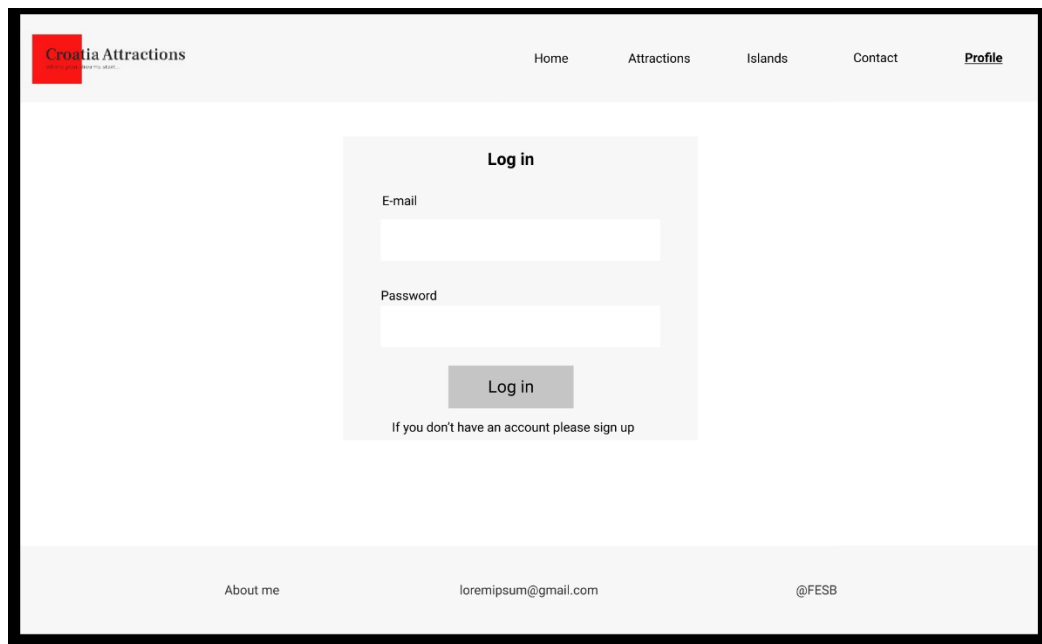 Croatia Attractions
Home Attractions Islands Contact Profile
Log in
E-mail
Password
Log in
If you don't have an account please sign up
About me loremipsum@gmail.com @FESB